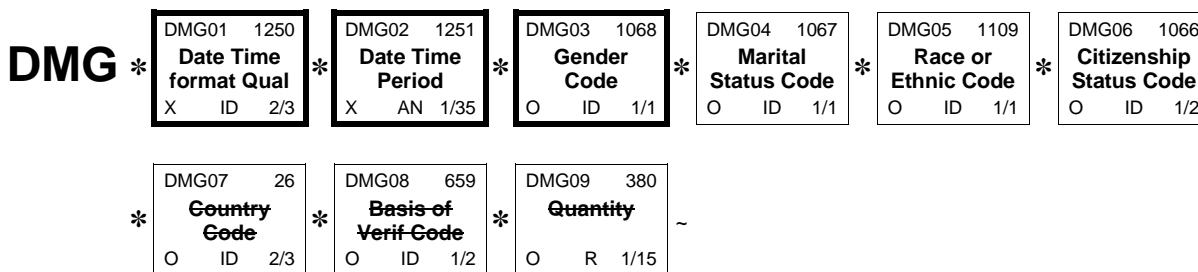 DMG * DMG01 1250 * DMG02 1251 * DMG03 1068 * DMG04 1067 * DMG05 1109 * DMG06 1066
Date Time Date Time Gender Marital Race or Citizenship
format Qual Period Code Status Code Ethnic Code Status Code
X ID 2/3 X AN 1/35 O ID 1/1 O ID 1/1 O ID 1/1 O ID 1/2
* DMG07 26 * DMG08 659 * DMG09 380 ~
Country Basis of Quantity
Code Verif Code
O ID 2/3 O ID 1/2 O R 1/15